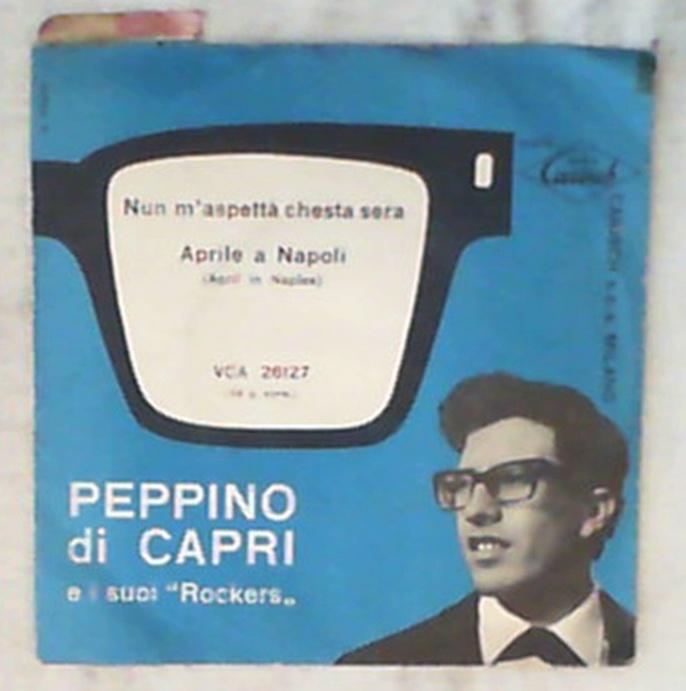 Nun m'aspettà chesta sera
Aprile a Napoli
(April in Naples)
VCA 26127
Carisch
CARISCH s.p.a. MILANO
PEPPINO
di CAPRI
e i suoi "Rockers„